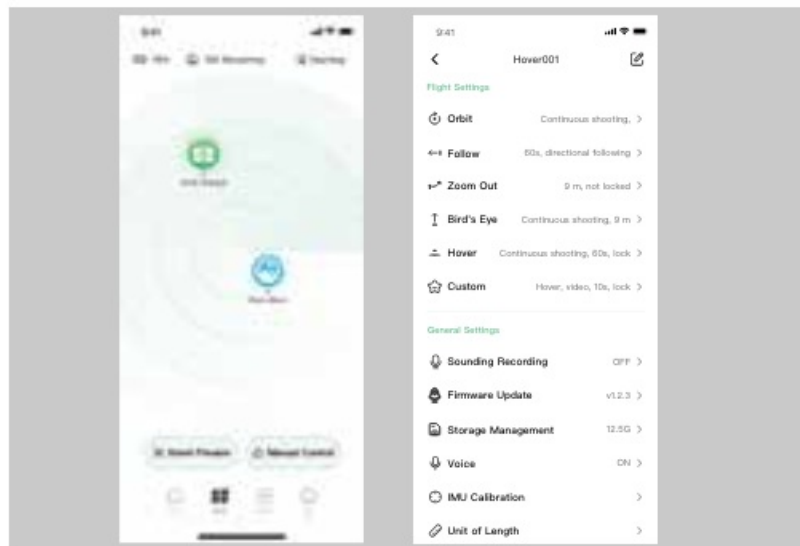 9:41
Hover001
Flight Settings
Orbit Continuous shooting,
Follow 60s, directional following
Zoom Out 9 m, not locked
Bird's Eye Continuous shooting, 9 m
Hover Continuous shooting, 60s, lock
Custom Hover, video, 10s, lock
General Settings
Sounding Recording OFF
Firmware Update v1.2.3
Storage Management 12.5G
Voice ON
IMU Calibration
Unit of Length